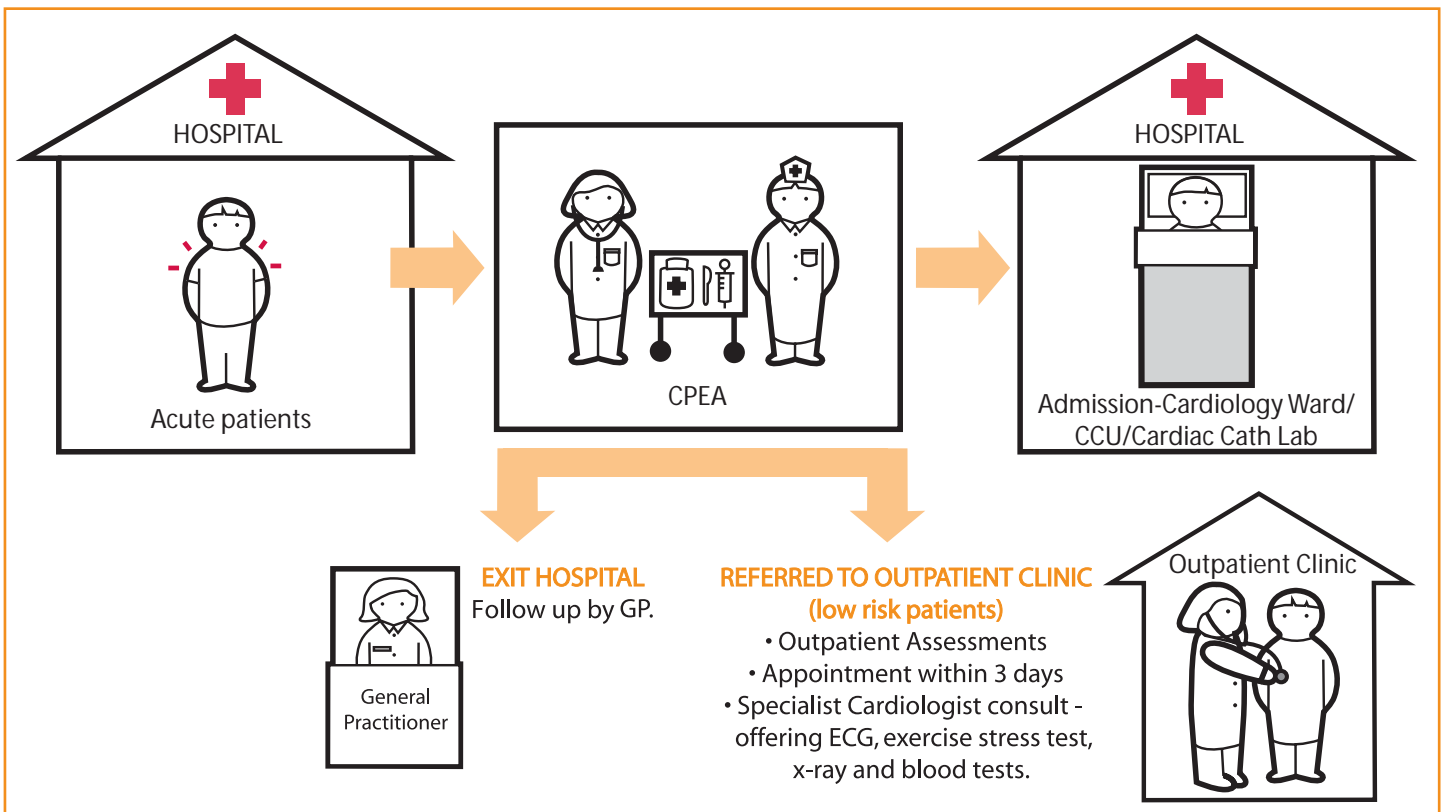 HOSPITAL
Acute patients
CPEA
HOSPITAL
Admission-Cardiology Ward/
CCU/Cardiac Cath Lab
General
Practitioner
EXIT HOSPITAL
Follow up by GP.
REFERRED TO OUTPATIENT CLINIC
(low risk patients)
• Outpatient Assessments
• Appointment within 3 days
• Specialist Cardiologist consult -
offering ECG, exercise stress test,
x-ray and blood tests.
Outpatient Clinic